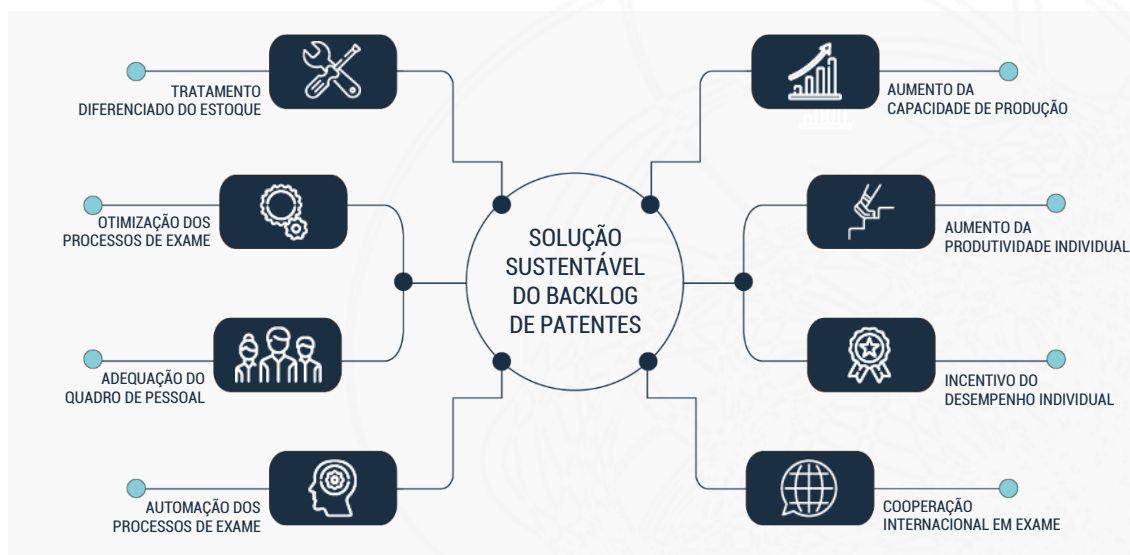 TRATAMENTO
DIFERENCIADO DO ESTOQUE
OTIMIZAÇÃO DOS
PROCESSOS DE EXAME
ADEQUAÇÃO DO
QUADRO DE PESSOAL
AUTOMAÇÃO DOS
PROCESSOS DE EXAME
SOLUÇÃO
SUSTENTÁVEL
DO BACKLOG
DE PATENTES
AUMENTO DA
CAPACIDADE DE PRODUÇÃO
AUMENTO DA
PRODUTIVIDADE INDIVIDUAL
INCENTIVO DO
DESEMPENHO INDIVIDUAL
COOPERAÇÃO
INTERNACIONAL EM EXAME